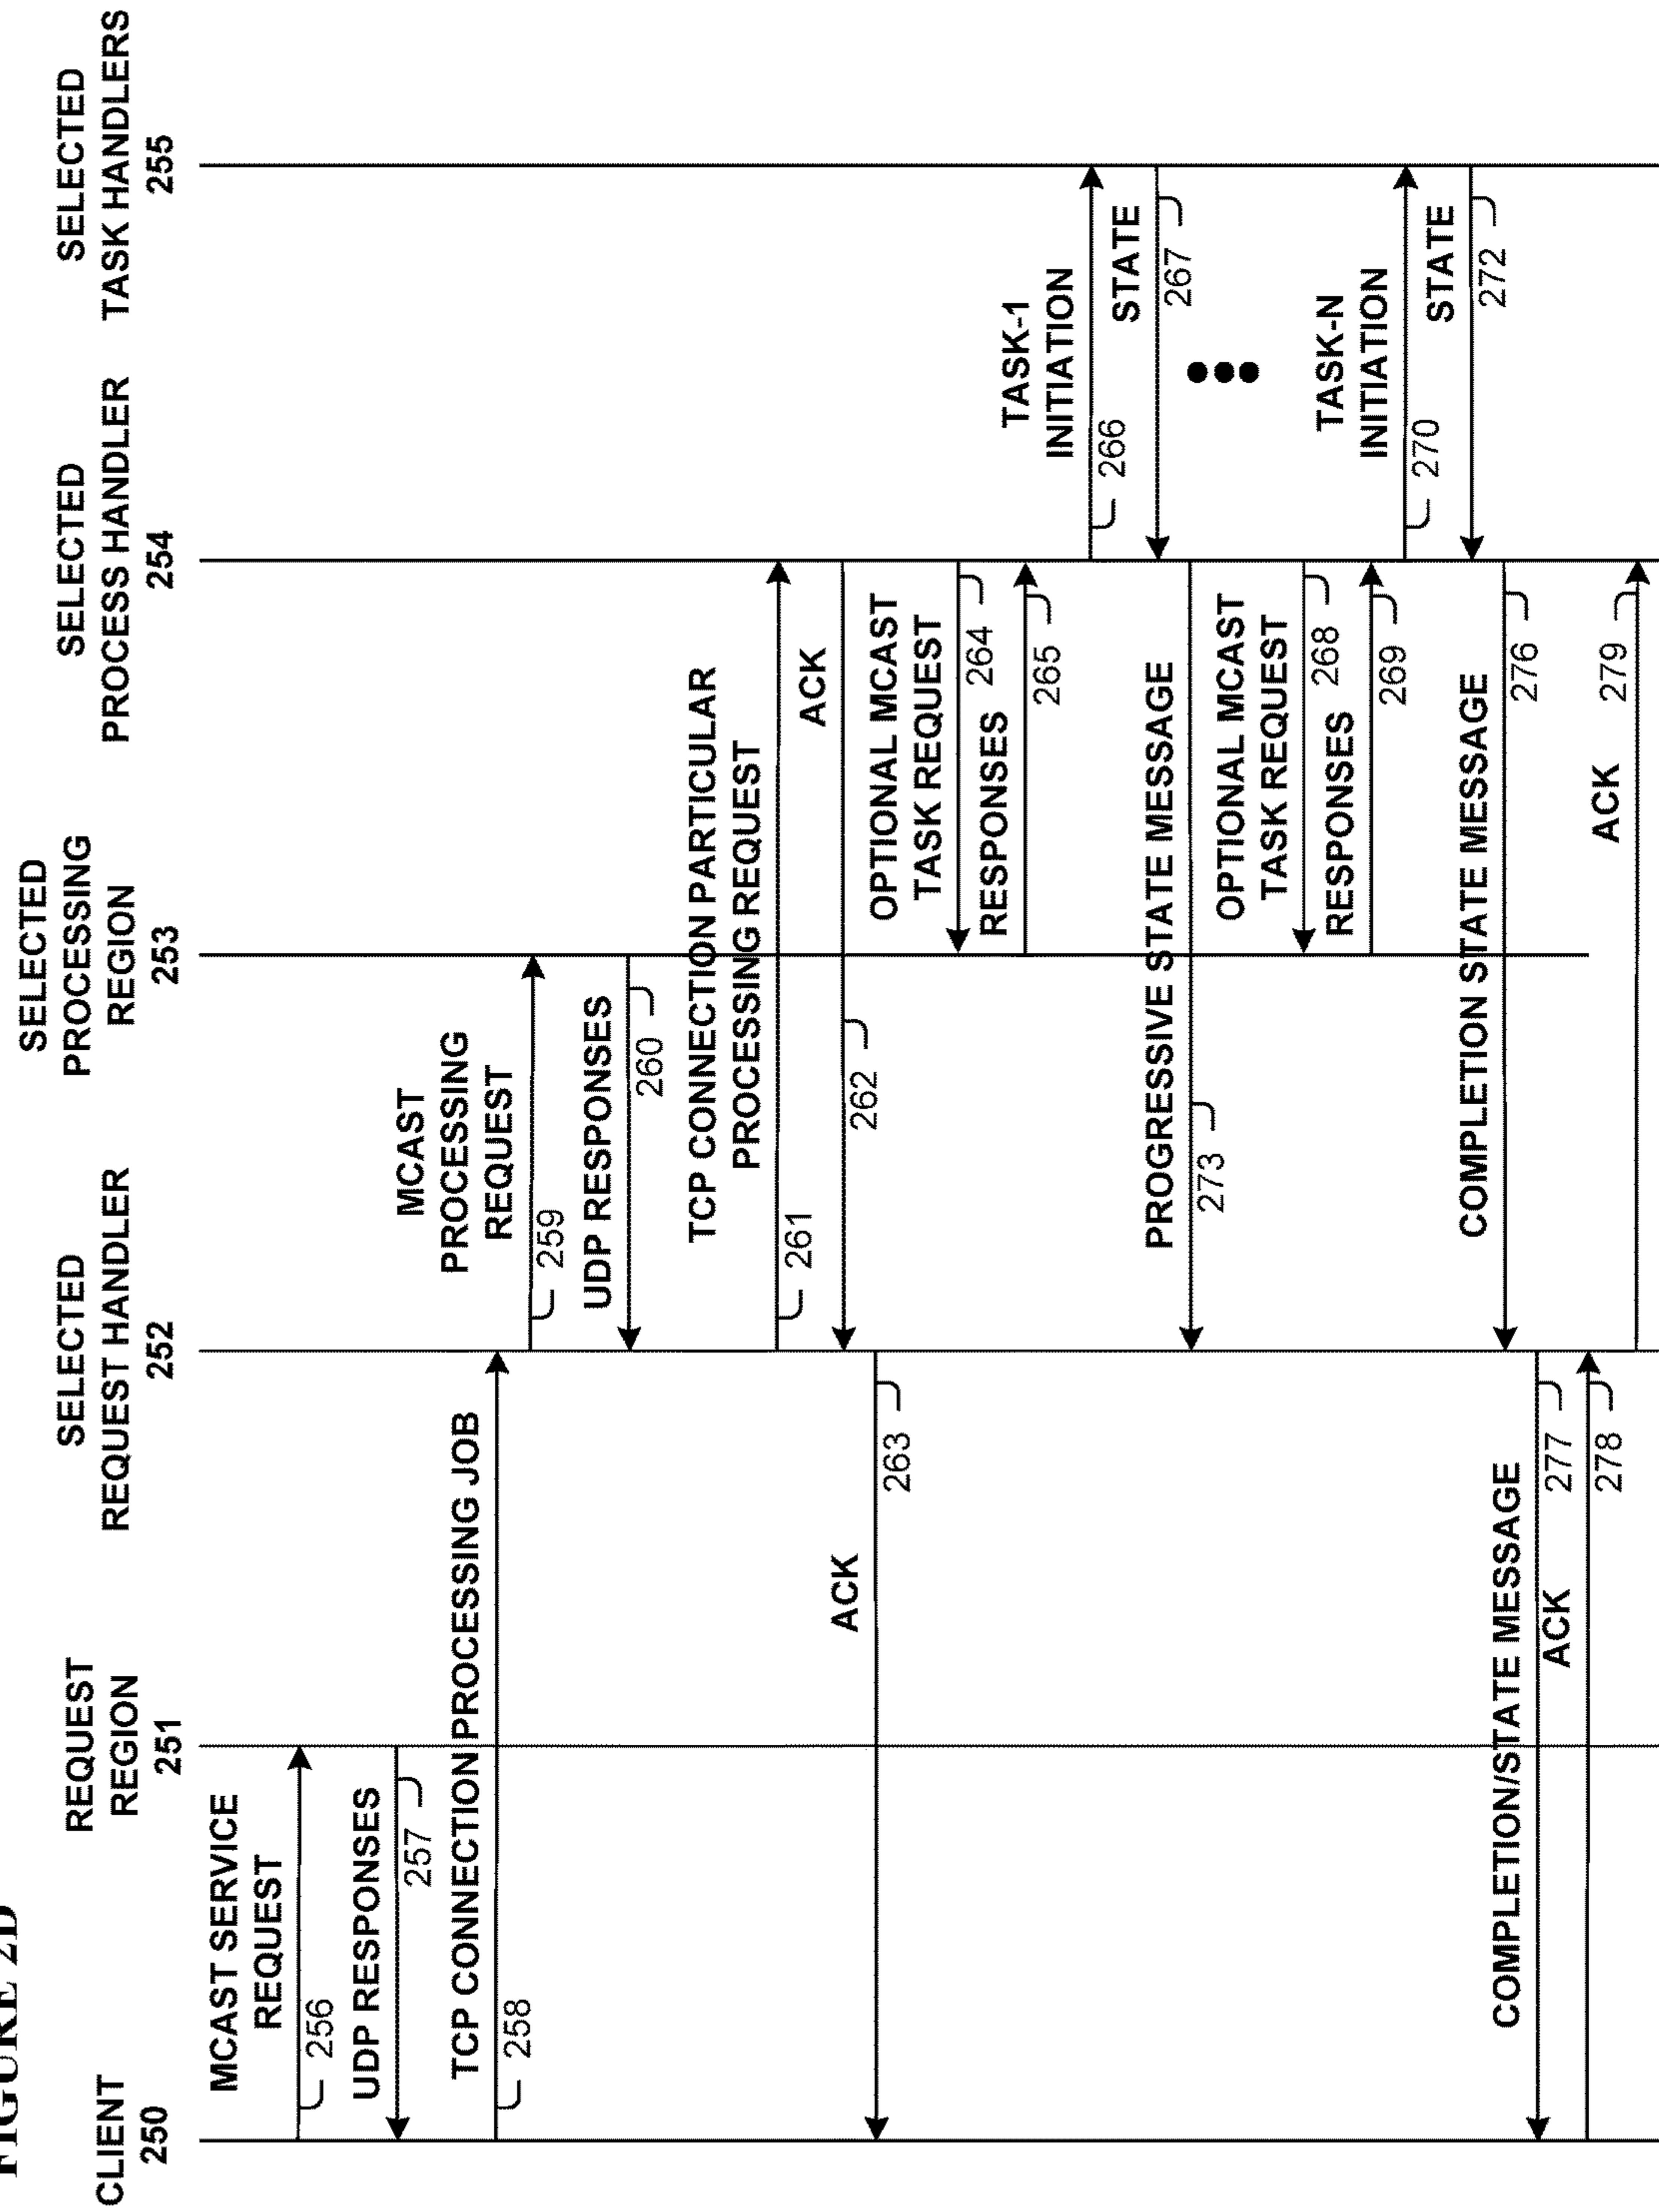 FIGURE 2D
CLIENT
250
REQUEST
REGION
251
SELECTED
REQUEST HANDLER
252
SELECTED
PROCESSING
REGION
253
SELECTED
PROCESS HANDLER
254
SELECTED
TASK HANDLERS
255
MCAST SERVICE
REQUEST
256
UDP RESPONSES
257
TCP CONNECTION PROCESSING JOB
258
MCAST
PROCESSING
REQUEST
259
UDP RESPONSES
260
TCP CONNECTION PARTICULAR
PROCESSING REQUEST
261
ACK
262
ACK
263
OPTIONAL MCAST
TASK REQUEST
264
RESPONSES
265
TASK-1
INITIATION
266
STATE
267
PROGRESSIVE STATE MESSAGE
273
OPTIONAL MCAST
TASK REQUEST
268
RESPONSES
269
TASK-N
INITIATION
270
STATE
272
COMPLETION STATE MESSAGE
276
COMPLETION/STATE MESSAGE
277
ACK
278
ACK
279